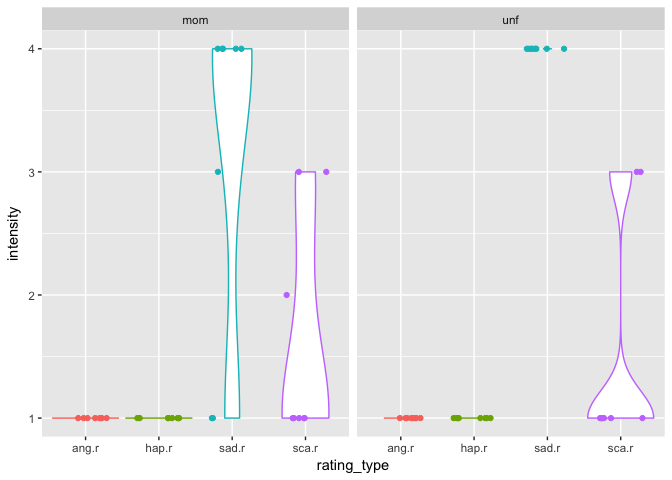 mom unf
4
3
2
1
intensity
ang.r hap.r sad.r sca.r ang.r hap.r sad.r sca.r
rating_type